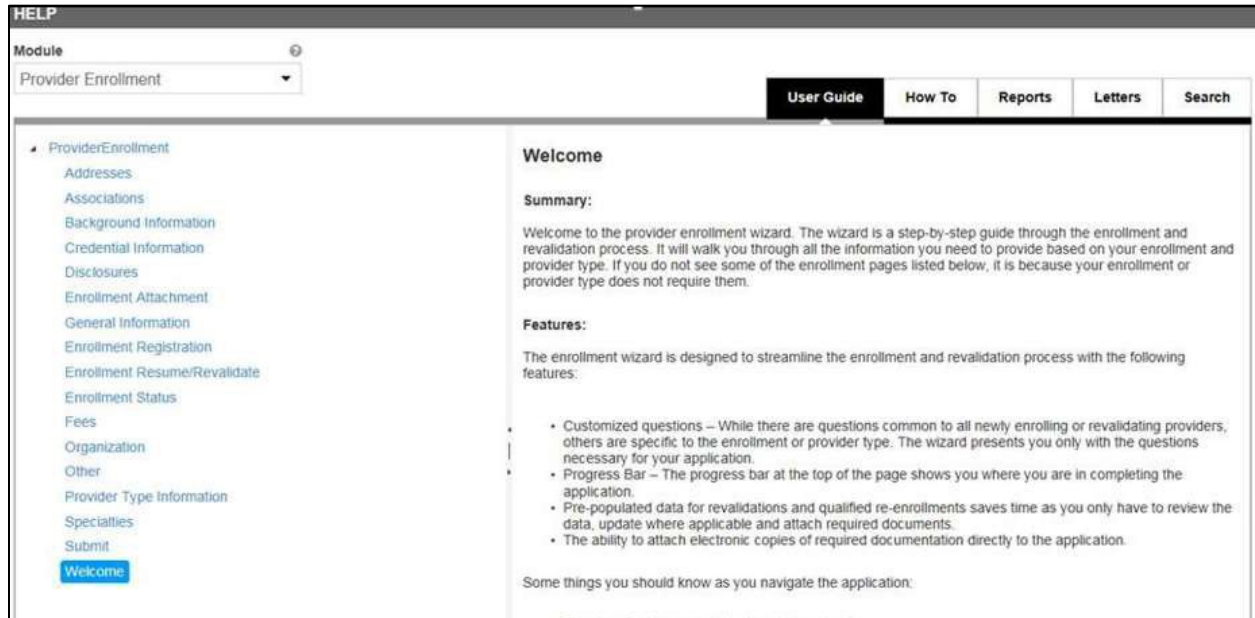 HELP
Module
Provider Enrollment
User Guide
How To
Reports
Letters
Search
ProviderEnrollment
Addresses
Associations
Background Information
Credential Information
Disclosures
Enrollment Attachment
General Information
Enrollment Registration
Enrollment Resume/Revalidate
Enrollment Status
Fees
Organization
Other
Provider Type Information
Specialties
Submit
Welcome
Welcome
Summary:
Welcome to the provider enrollment wizard. The wizard is a step-by-step guide through the enrollment and
revalidation process. It will walk you through all the information you need to provide based on your enrollment and
provider type. If you do not see some of the enrollment pages listed below, it is because your enrollment or
provider type does not require them.
Features:
The enrollment wizard is designed to streamline the enrollment and revalidation process with the following
features:
• Customized questions – While there are questions common to all newly enrolling or revalidating providers,
others are specific to the enrollment or provider type. The wizard presents you only with the questions
necessary for your application.
• Progress Bar – The progress bar at the top of the page shows you where you are in completing the
application.
• Pre-populated data for revalidations and qualified re-enrollments saves time as you only have to review the
data, update where applicable and attach required documents.
• The ability to attach electronic copies of required documentation directly to the application.
Some things you should know as you navigate the application: